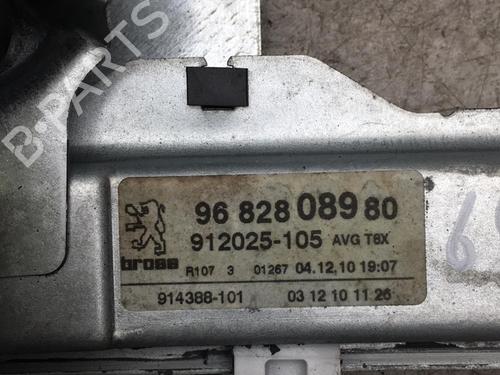 B-PARTS
96 828 089 80
912025-105 AVG T6X
brose
R107 3 01267 04.12.10 19:07
914388-101 03 12 10 11 26